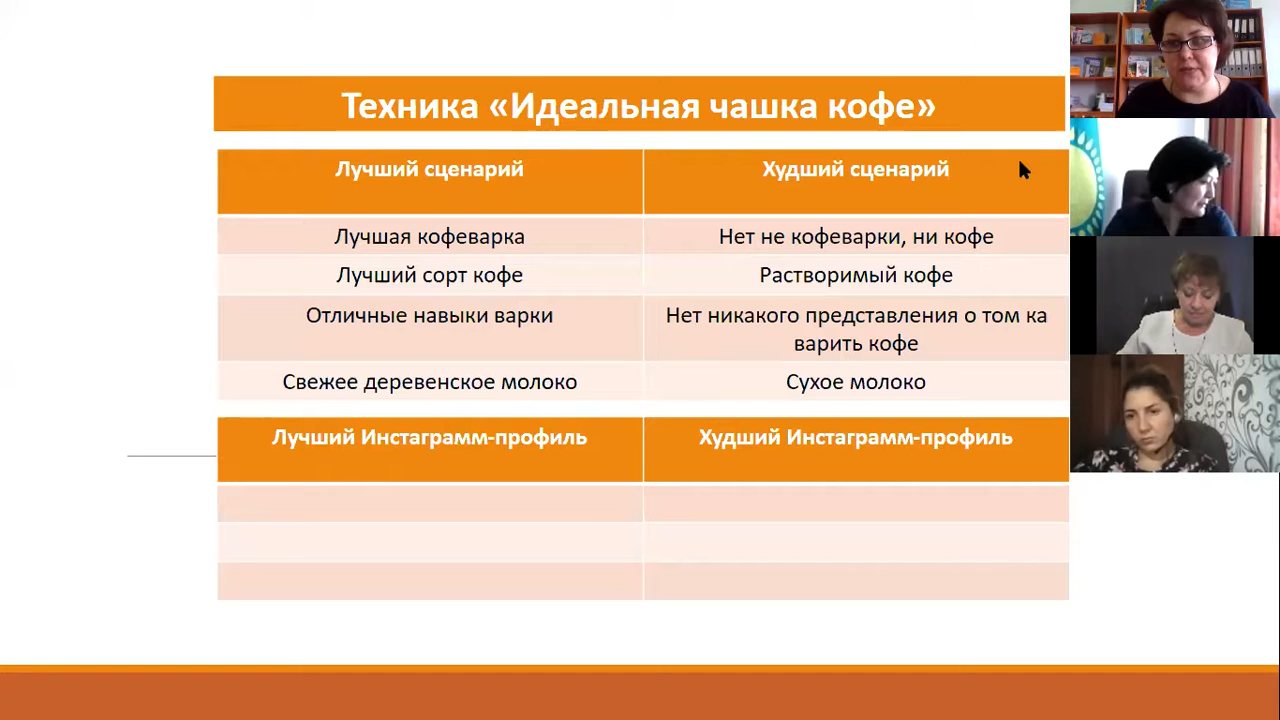 Техника «Идеальная чашка кофе»
Лучший сценарий
Худший сценарий
Лучшая кофеварка
Нет не кофеварки, ни кофе
Лучший сорт кофе
Растворимый кофе
Отличные навыки варки
Нет никакого представления о том ка
варить кофе
Свежее деревенское молоко
Сухое молоко
Лучший Инстаграмм-профиль
Худший Инстаграмм-профиль